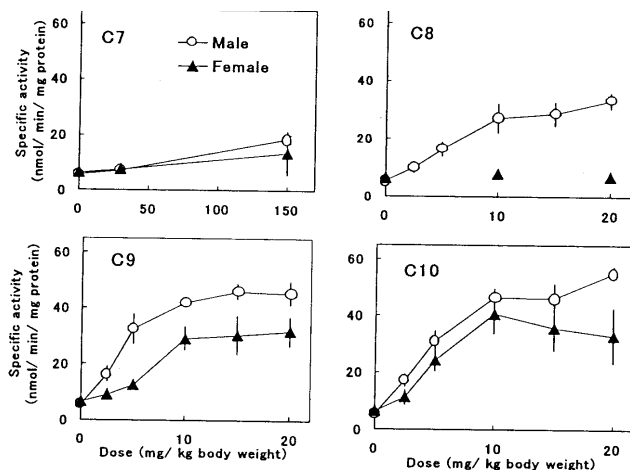 C7
Male
Female
Specific activity
(nmol/ min/ mg protein)
60
40
20
0
0
50
100
150
C8
60
40
20
0
0
10
20
C9
Specific activity
(nmol/ min/ mg protein)
60
40
20
0
0
10
20
Dose (mg/ kg body weight)
C10
60
40
20
0
0
10
20
Dose (mg/ kg body weight)